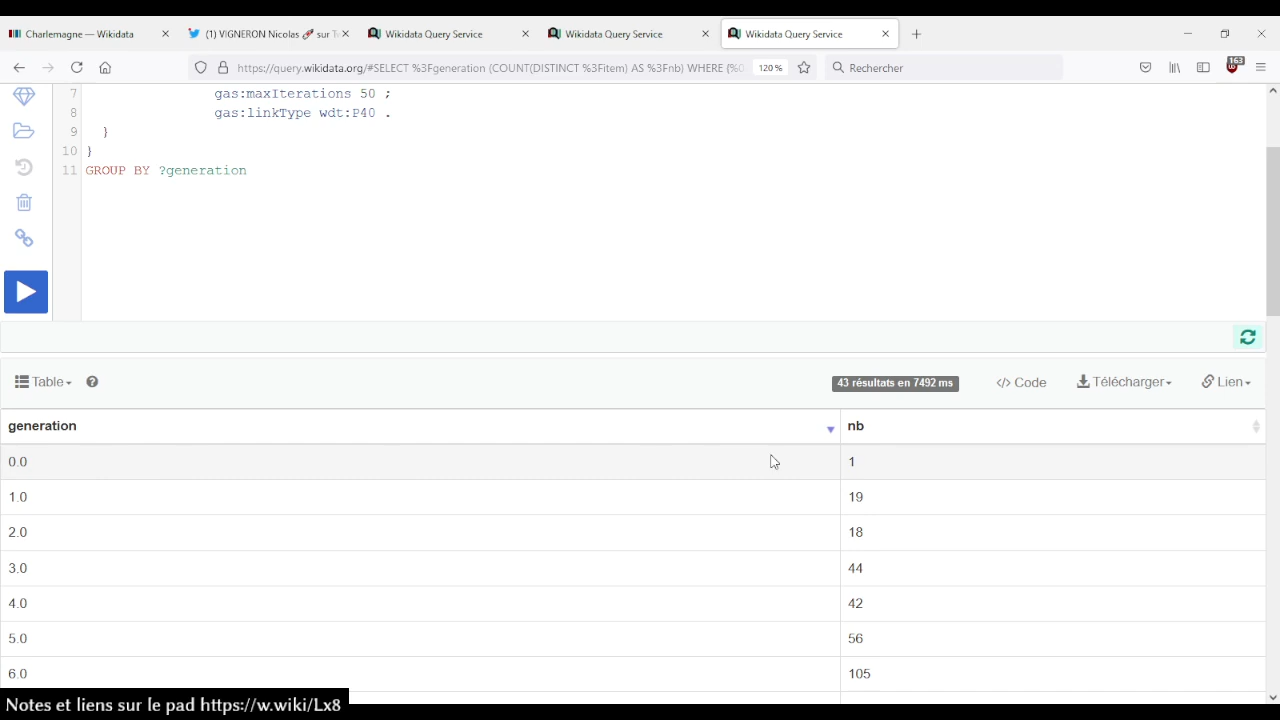 Charlemagne — Wikidata
(1) VIGNERON Nicolas 🚀 sur T
Wikidata Query Service
Wikidata Query Service
Wikidata Query Service
https://query.wikidata.org/#SELECT %3Fgeneration (COUNT(DISTINCT %3Fitem) AS %3Fnb) WHERE {%0
120 %
Rechercher
163
7 gas:maxIterations 50 ;
8 gas:linkType wdt:P40 .
9 }
10 }
11 GROUP BY ?generation
Table
43 résultats en 7492 ms
</> Code
Télécharger
Lien
generation nb
0.0 1
1.0 19
2.0 18
3.0 44
4.0 42
5.0 56
6.0 105
Notes et liens sur le pad https://w.wiki/Lx8